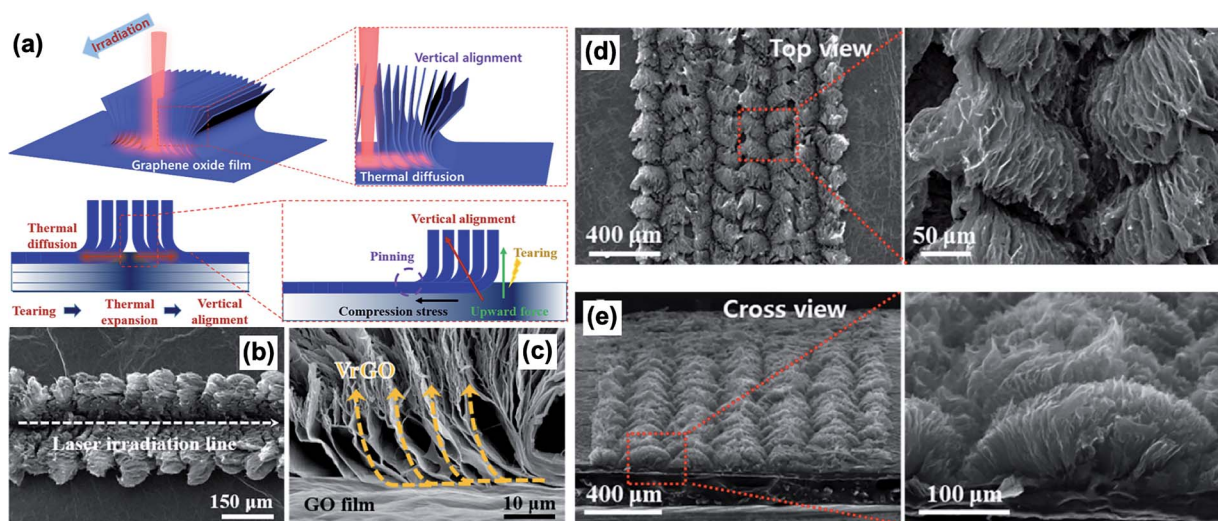 (a)
Irradiation
Graphene oxide film
Vertical alignment
Thermal diffusion
Thermal
diffusion
Tearing
Thermal
expansion
Vertical
alignment
Vertical alignment
Pinning
Tearing
Compression stress
Upward force
(b)
Laser irradiation line
150 µm
(c)
VrGO
GO film
10 µm
(d)
Top view
400 µm
50 µm
(e)
Cross view
400 µm
100 µm